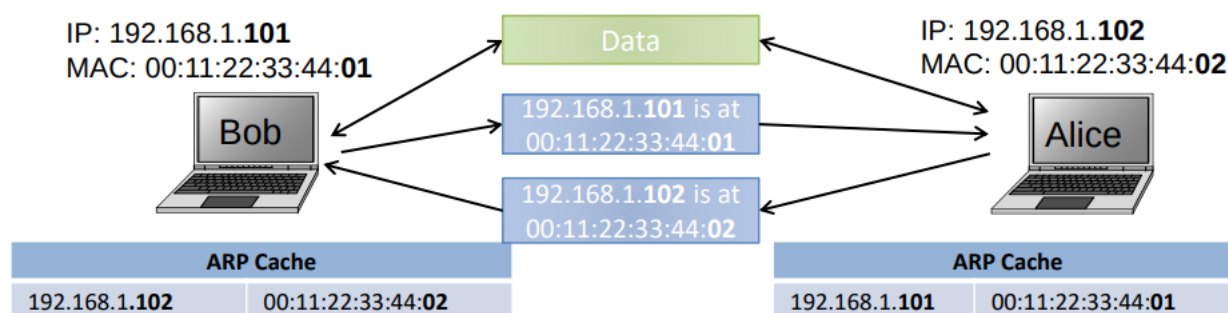 IP: 192.168.1.101
MAC: 00:11:22:33:44:01
Data
IP: 192.168.1.102
MAC: 00:11:22:33:44:02
Bob
192.168.1.101 is at
00:11:22:33:44:01
Alice
192.168.1.102 is at
00:11:22:33:44:02
ARP Cache
192.168.1.102 00:11:22:33:44:02
ARP Cache
192.168.1.101 00:11:22:33:44:01